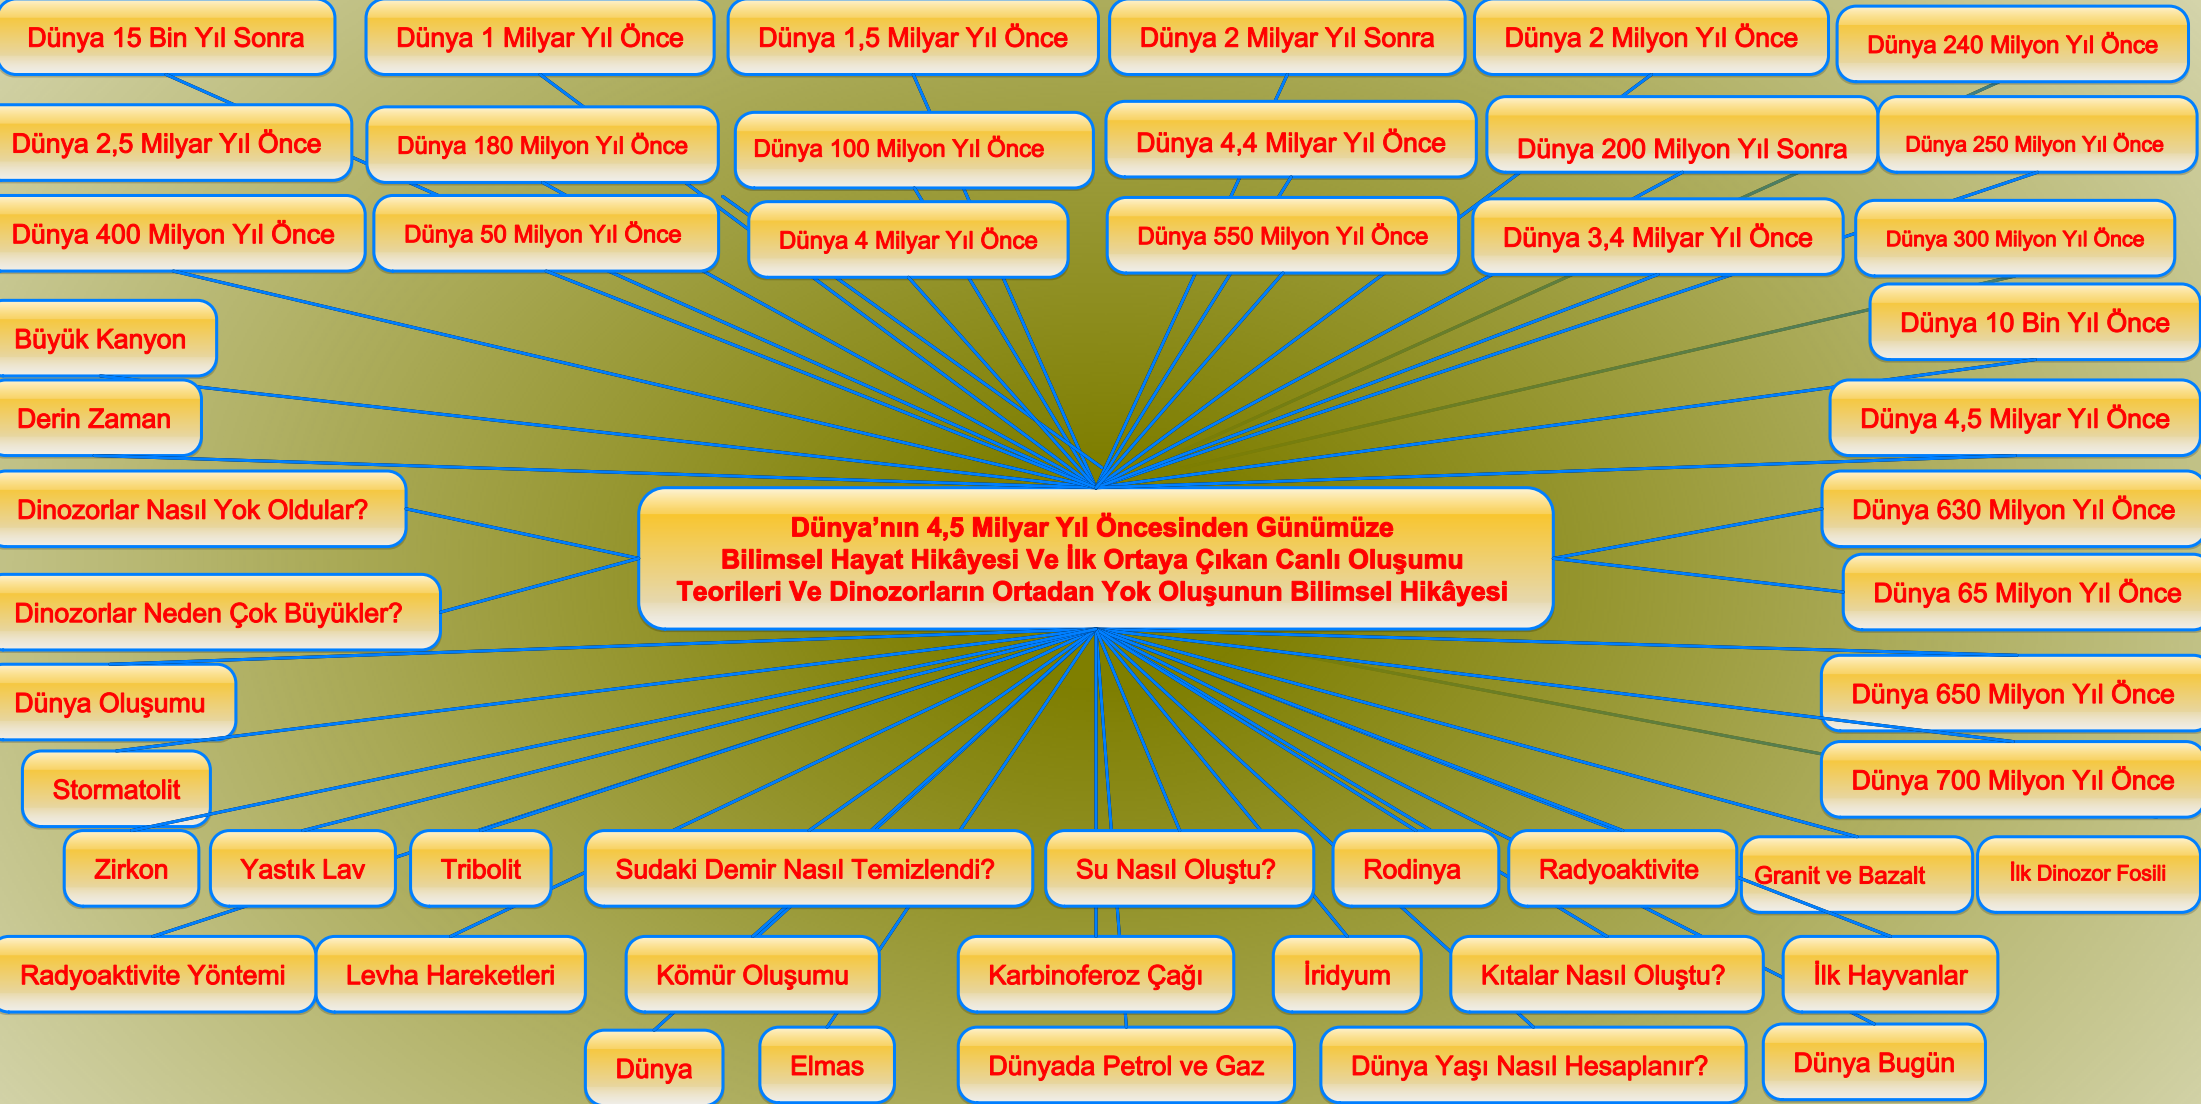 Dünya 15 Bin Yıl Sonra
Dünya 1 Milyar Yıl Önce
Dünya 1,5 Milyar Yıl Önce
Dünya 2 Milyar Yıl Sonra
Dünya 2 Milyon Yıl Önce
Dünya 240 Milyon Yıl Önce
Dünya 2,5 Milyar Yıl Önce
Dünya 180 Milyon Yıl Önce
Dünya 100 Milyon Yıl Önce
Dünya 4,4 Milyar Yıl Önce
Dünya 200 Milyon Yıl Sonra
Dünya 250 Milyon Yıl Önce
Dünya 400 Milyon Yıl Önce
Dünya 50 Milyon Yıl Önce
Dünya 4 Milyar Yıl Önce
Dünya 550 Milyon Yıl Önce
Dünya 3,4 Milyar Yıl Önce
Dünya 300 Milyon Yıl Önce
Büyük Kanyon
Dünya 10 Bin Yıl Önce
Derin Zaman
Dünya 4,5 Milyar Yıl Önce
Dinozorlar Nasıl Yok Oldular?
Dünya'nın 4,5 Milyar Yıl Öncesinden Günümüze
Bilimsel Hayat Hikâyesi Ve İlk Ortaya Çıkan Canlı Oluşumu
Teorileri Ve Dinozorların Ortadan Yok Oluşunun Bilimsel Hikâyesi
Dünya 630 Milyon Yıl Önce
Dinozorlar Neden Çok Büyükler?
Dünya 65 Milyon Yıl Önce
Dünya Oluşumu
Dünya 650 Milyon Yıl Önce
Stormatolit
Dünya 700 Milyon Yıl Önce
Zirkon
Yastık Lav
Tribolit
Sudaki Demir Nasıl Temizlendi?
Su Nasıl Oluştu?
Rodinya
Radyoaktivite
Granit ve Bazalt
İlk Dinozor Fosili
Radyoaktivite Yöntemi
Levha Hareketleri
Kömür Oluşumu
Karbinoferoz Çağı
İridyum
Kıtalar Nasıl Oluştu?
İlk Hayvanlar
Dünya
Elmas
Dünyada Petrol ve Gaz
Dünya Yaşı Nasıl Hesaplanır?
Dünya Bugün